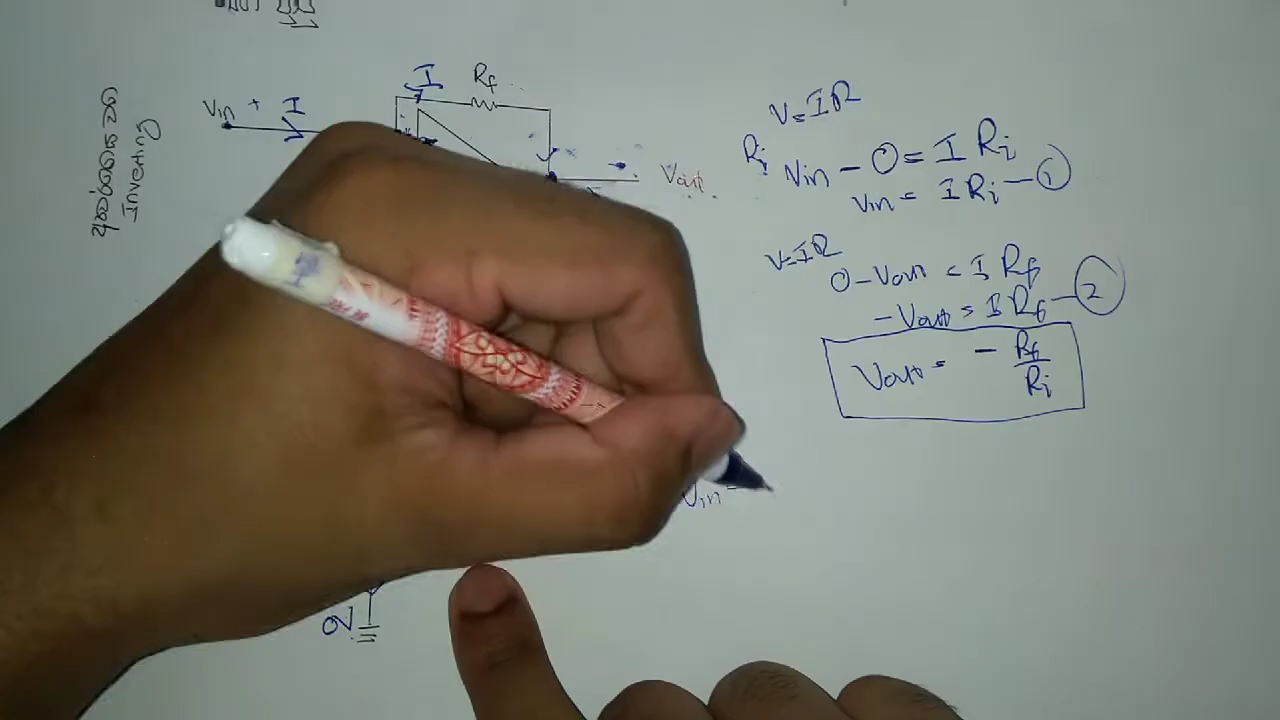 I
Rf
Vin + I
Inverting
Vout
V=IR
Ri Vin - 0 = I Ri
Vin = I Ri - 1
V=IR
0 - Vout = I Rf
- Vout = I Rf - 2
Vout = - Rf/Ri
Vin -